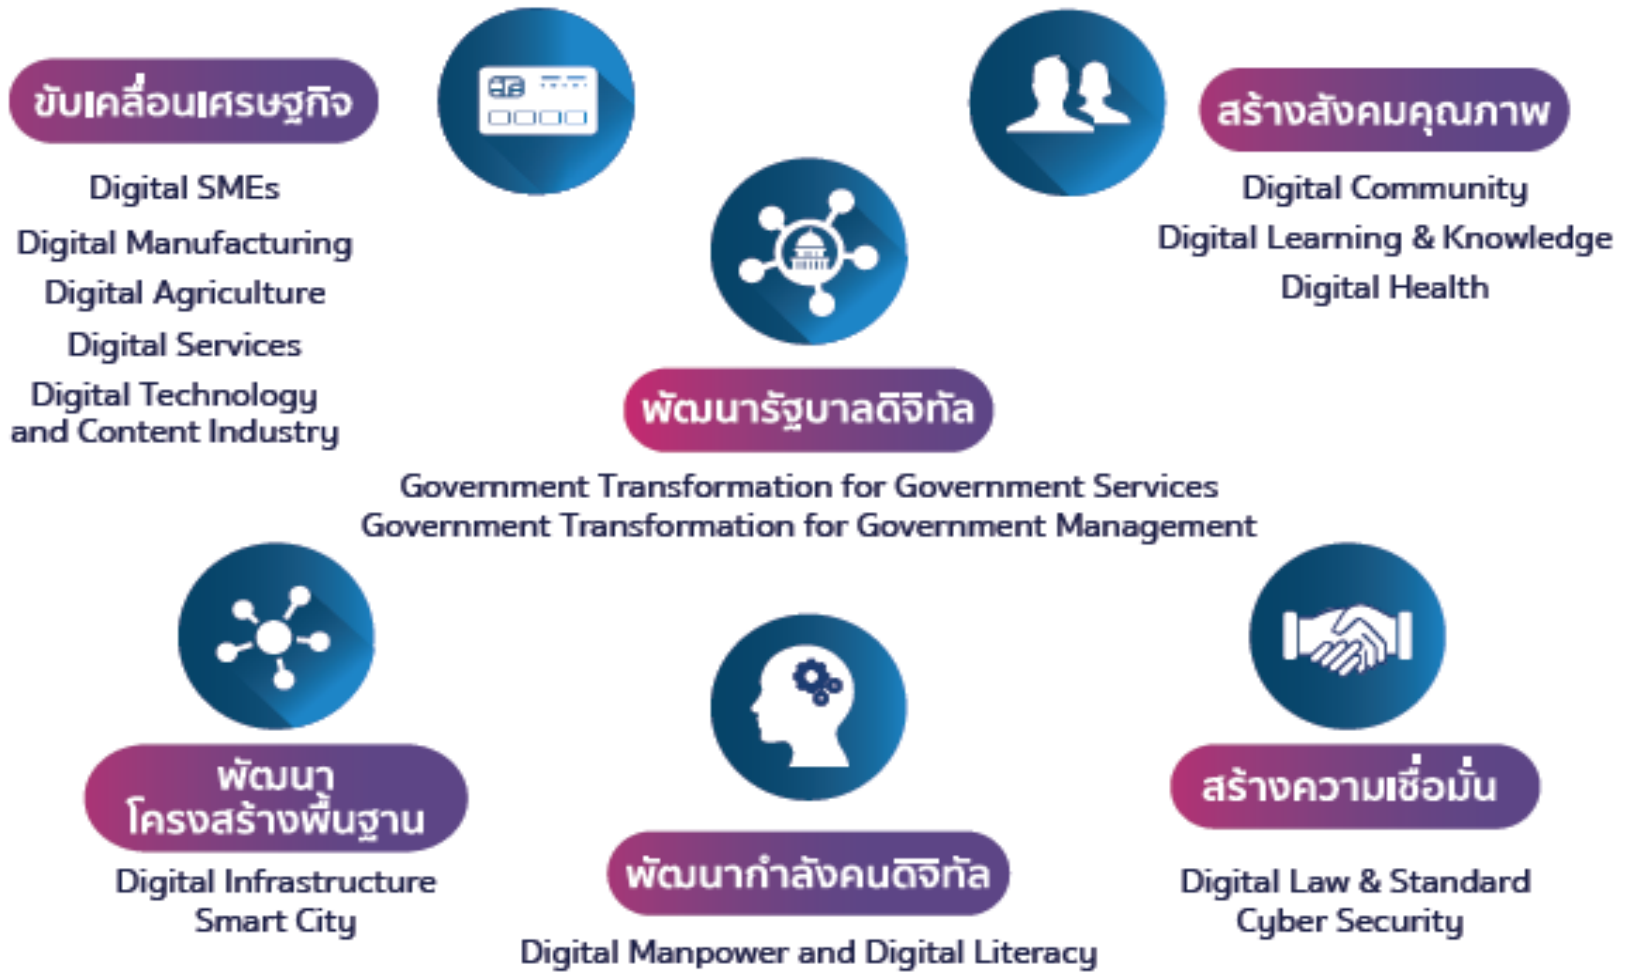 ขับเคลื่อนเศรษฐกิจ
Digital SMEs
Digital Manufacturing
Digital Agriculture
Digital Services
Digital Technology
and Content Industry
สร้างสังคมคุณภาพ
Digital Community
Digital Learning & Knowledge
Digital Health
พัฒนารัฐบาลดิจิทัล
Government Transformation for Government Services
Government Transformation for Government Management
พัฒนา
โครงสร้างพื้นฐาน
Digital Infrastructure
Smart City
พัฒนากำลังคนดิจิทัล
Digital Manpower and Digital Literacy
สร้างความเชื่อมั่น
Digital Law & Standard
Cyber Security